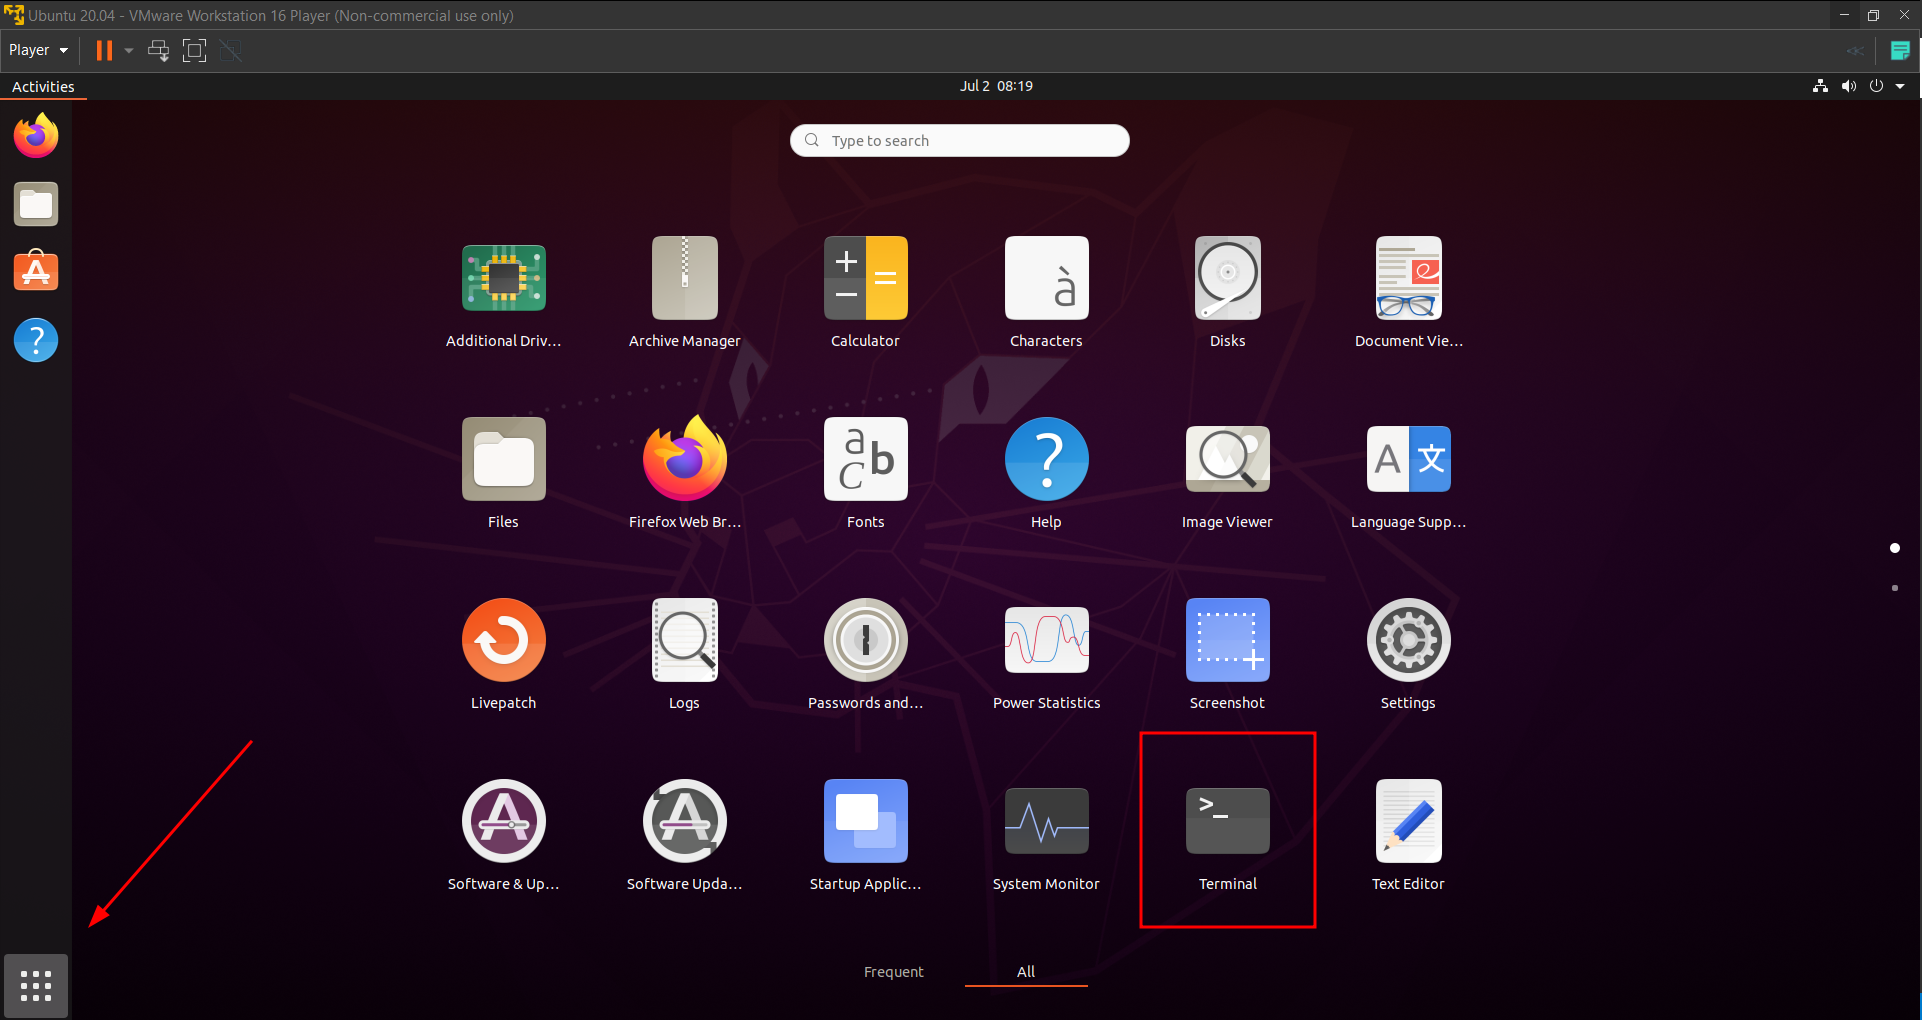 Ubuntu 20.04 - VMware Workstation 16 Player (Non-commercial use only)
Player
Activities
Jul 2 08:19
Type to search
Additional Driv...
Archive Manager
Calculator
Characters
Disks
Document Vie...
Files
Firefox Web Br...
Fonts
Help
Image Viewer
Language Supp...
Livepatch
Logs
Passwords and...
Power Statistics
Screenshot
Settings
Software & Up...
Software Upda...
Startup Applic...
System Monitor
Terminal
Text Editor
Frequent
All